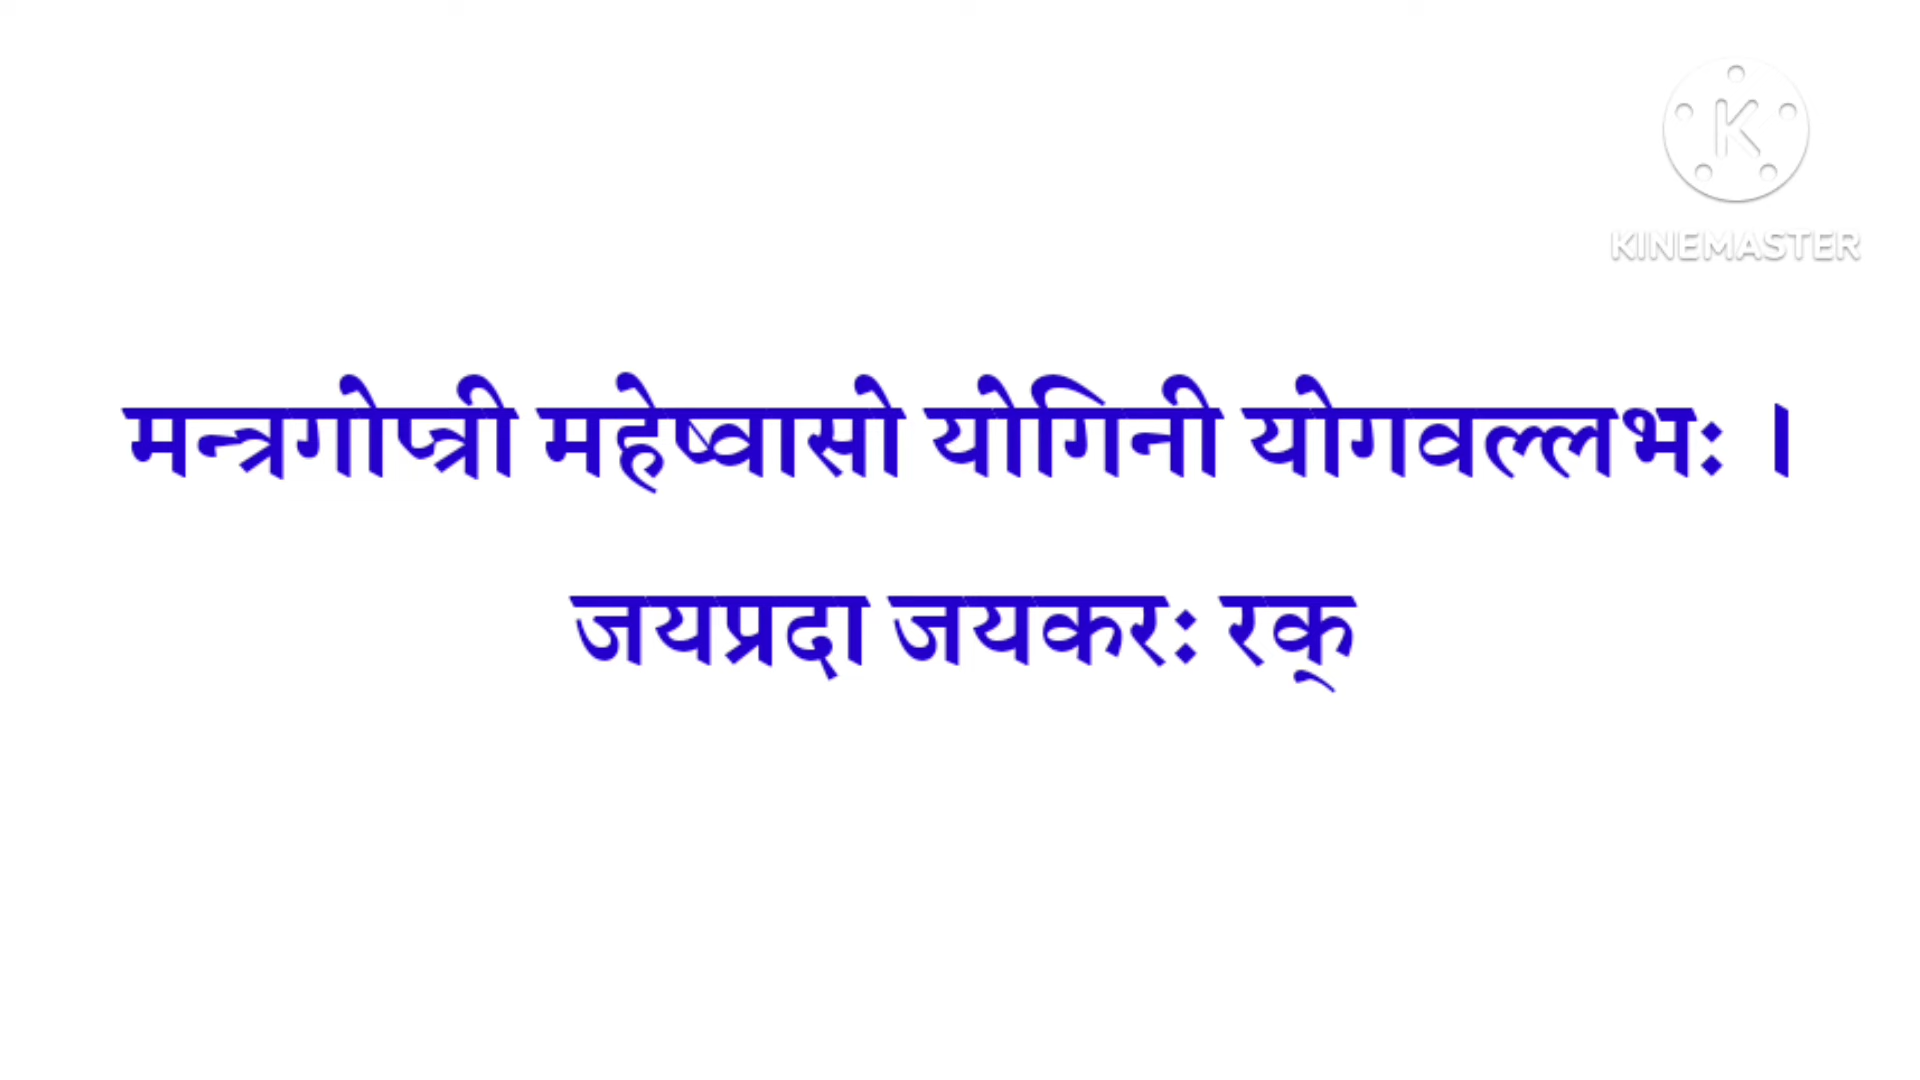 KINEMASTER
मन्त्रगोप्त्री महेष्वासो योगिनी योगवल्लभः ।
जयप्रदा जयकरः रक्